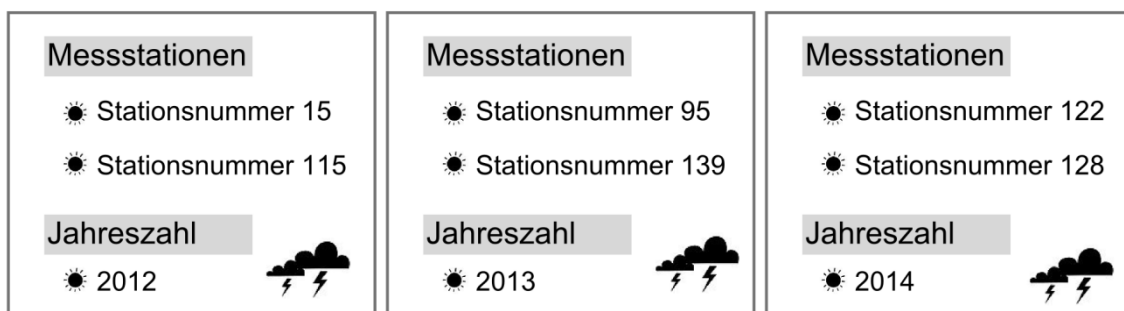 Messstationen
Stationsnummer 15
Stationsnummer 115
Jahreszahl
2012
Messstationen
Stationsnummer 95
Stationsnummer 139
Jahreszahl
2013
Messstationen
Stationsnummer 122
Stationsnummer 128
Jahreszahl
2014